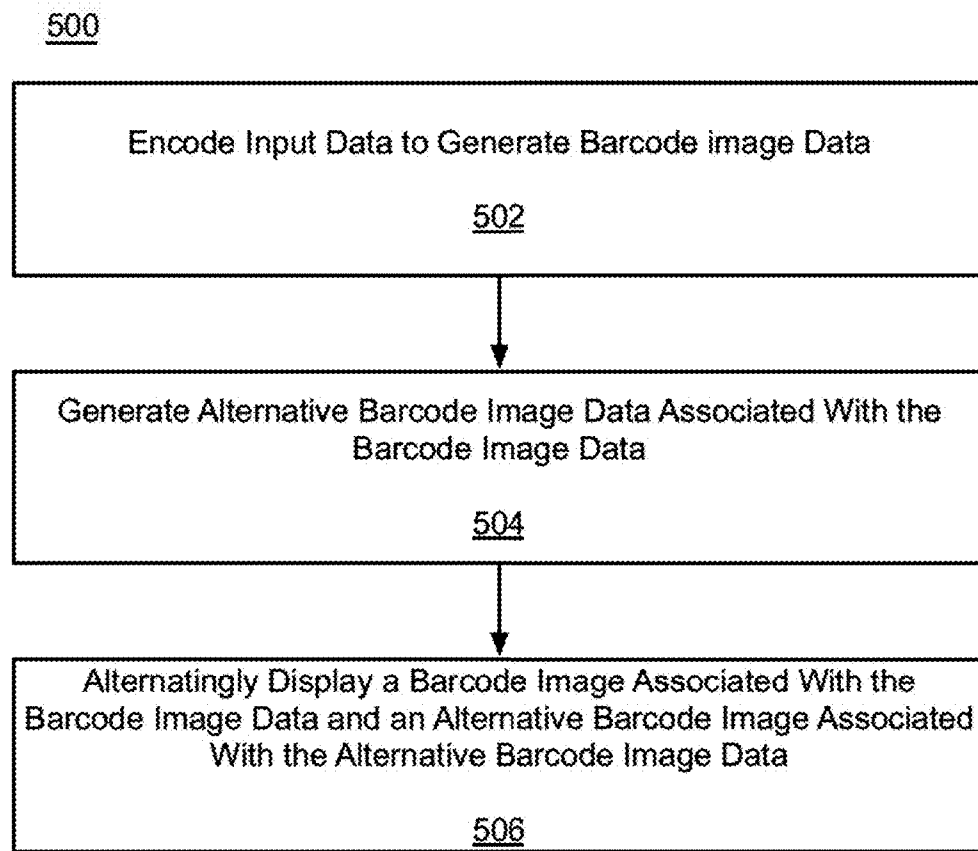 500
Encode Input Data to Generate Barcode image Data
502
Generate Alternative Barcode Image Data Associated With the
Barcode Image Data
504
Alternatingly Display a Barcode Image Associated With the
Barcode Image Data and an Alternative Barcode Image Associated
With the Alternative Barcode Image Data
506